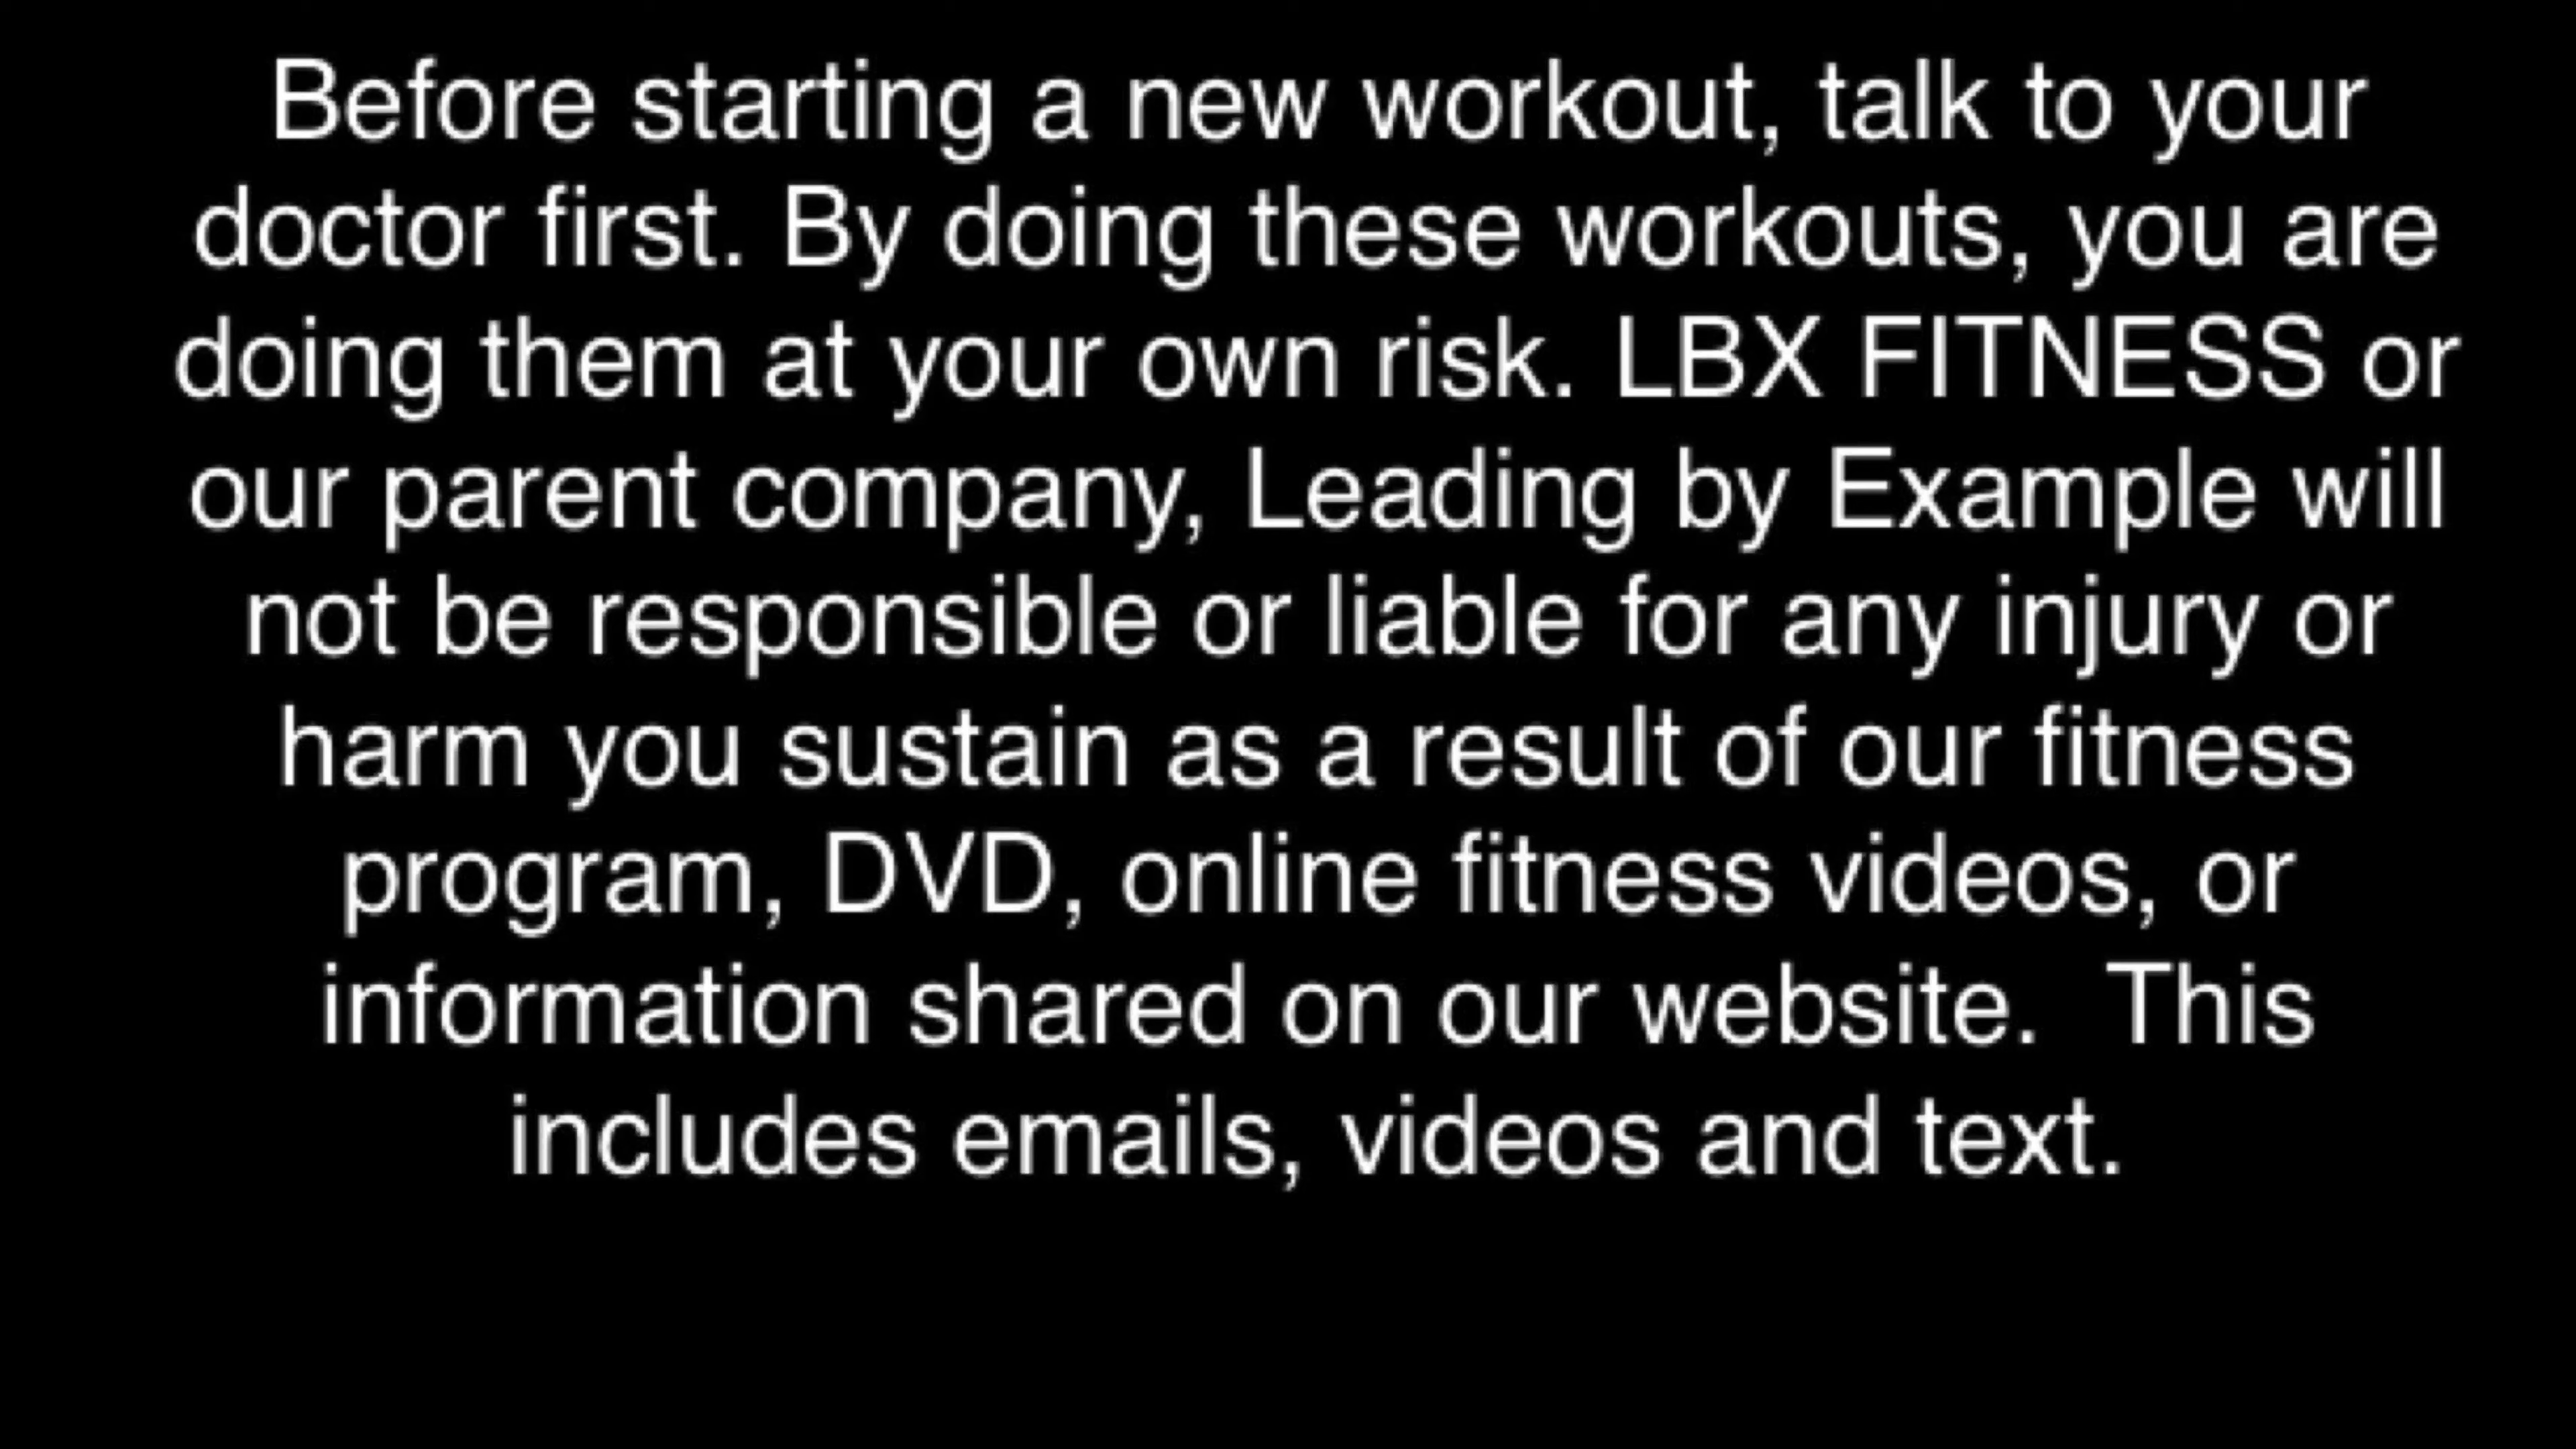 Before starting a new workout, talk to your
doctor first. By doing these workouts, you are
doing them at your own risk. LBX FITNESS or
our parent company, Leading by Example will
not be responsible or liable for any injury or
harm you sustain as a result of our fitness
program, DVD, online fitness videos, or
information shared on our website.  This
includes emails, videos and text.